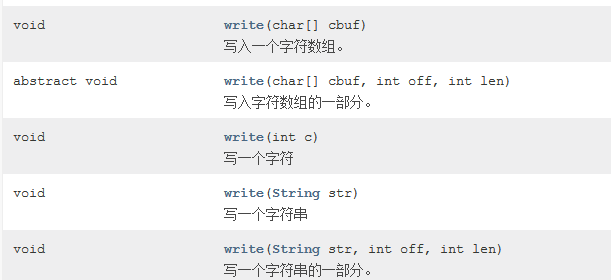 void write(char[] cbuf)
写入一个字符数组。
abstract void write(char[] cbuf, int off, int len)
写入字符数组的一部分。
void write(int c)
写一个字符
void write(String str)
写一个字符串
void write(String str, int off, int len)
写一个字符串的一部分。